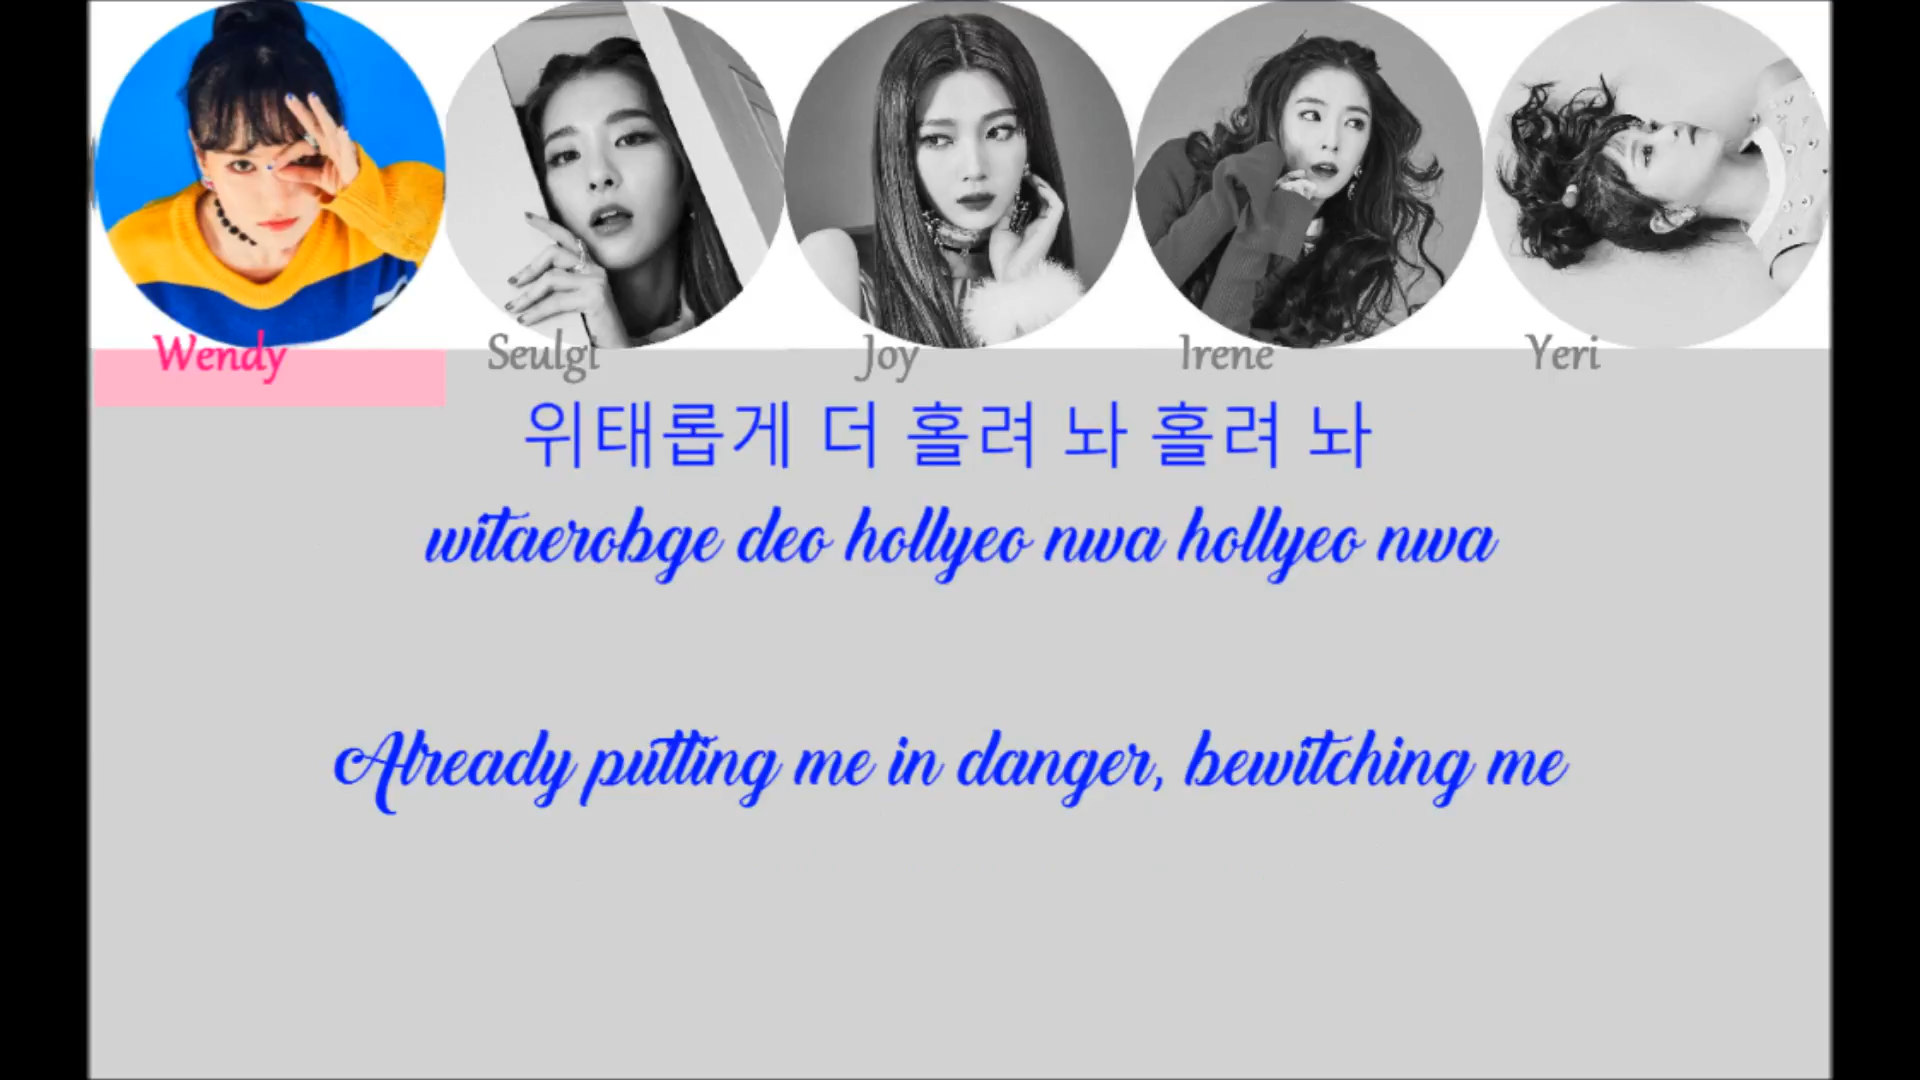 Wendy Seulgi Joy Irene Yeri
위태롭게 더 홀려 놔 홀려 놔
witaerobge deo hollyeo nwa hollyeo nwa
Already putting me in danger, bewitching me